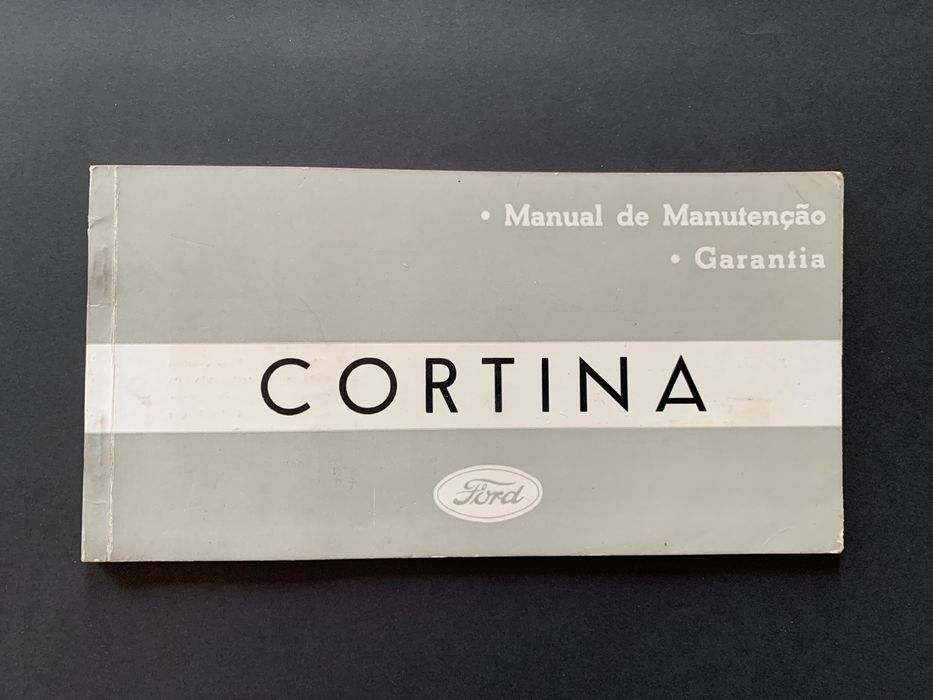 • Manual de Manutenção
• Garantia
CORTINA
Ford